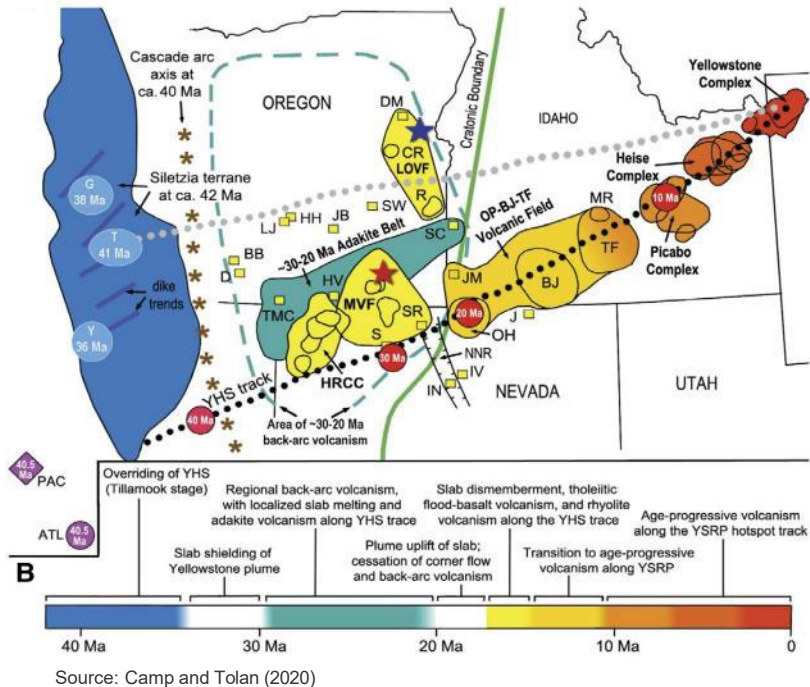 Cascade arc
axis at
ca. 40 Ma
Siletzia terrane
at ca. 42 Ma
G
38 Ma
T
41 Ma
Y
36 Ma
dike
trends
OREGON
DM
CR
LOVF
R
Cratonic Boundary
IDAHO
Yellowstone
Complex
Heise
Complex
10 Ma
Picabo
Complex
OP-BJ-TF
Volcanic Field
MR
TF
BJ
JM
J
20 Ma
OH
SW
JB
HH
LJ
BB
D
~30-20 Ma Adakite Belt
SC
TMC
HV
MVF
SR
S
HRCC
30 Ma
NNR
IV
IN
NEVADA
UTAH
YHS track
40 Ma
Area of ~30-20 Ma
back-arc volcanism
40.5
Ma
PAC
ATL
40.5
Ma
B
Overriding of YHS
(Tillamook stage)
Slab shielding of
Yellowstone plume
Regional back-arc volcanism,
with localized slab melting and
adakite volcanism along YHS trace
Plume uplift of slab;
cessation of corner flow
and back-arc volcanism
Slab dismemberment, tholeiitic
flood-basalt volcanism, and rhyolite
volcanism along the YHS trace
Transition to age-progressive
volcanism along YSRP
Age-progressive volcanism
along the YSRP hotspot track
40 Ma
30 Ma
20 Ma
10 Ma
0
Source: Camp and Tolan (2020)